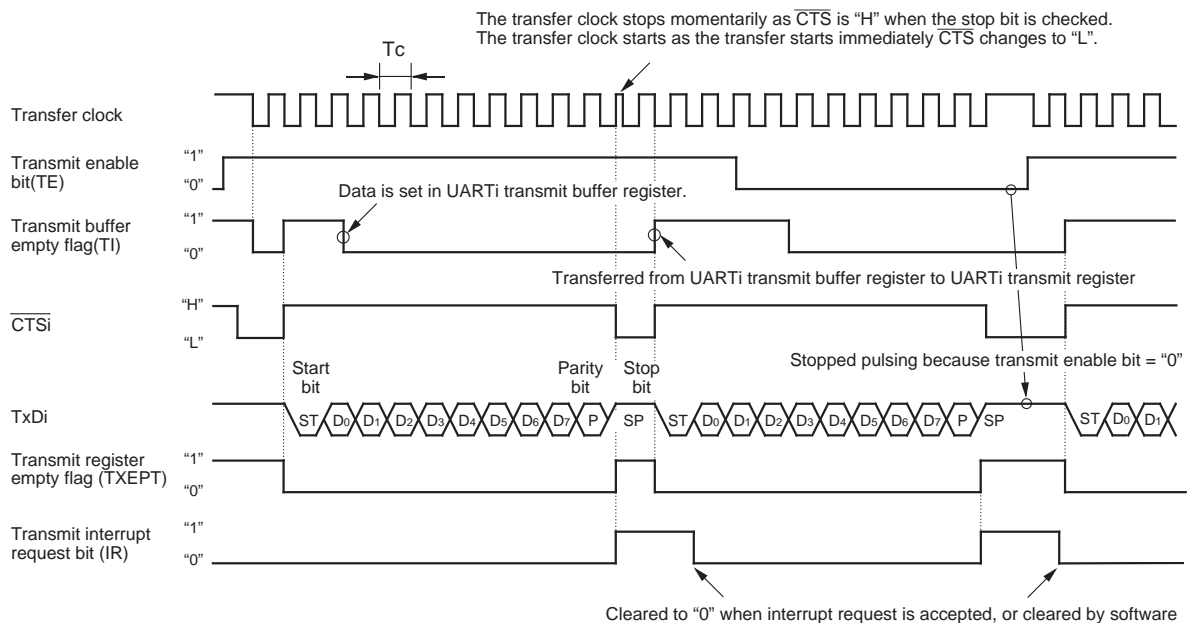 The transfer clock stops momentarily as CTS is “H” when the stop bit is checked.
The transfer clock starts as the transfer starts immediately CTS changes to “L”.
Tc
Transfer clock
Transmit enable
bit(TE)
“1”
“0”
Data is set in UARTi transmit buffer register.
Transmit buffer
empty flag(TI)
“1”
“0”
Transferred from UARTi transmit buffer register to UARTi transmit register
CTSi
“H”
“L”
Stopped pulsing because transmit enable bit = “0”
Start
bit
Parity
bit
Stop
bit
TxDi
ST D0 D1 D2 D3 D4 D5 D6 D7 P SP ST D0 D1 D2 D3 D4 D5 D6 D7 P SP ST D0 D1
Transmit register
empty flag (TXEPT)
“1”
“0”
Transmit interrupt
request bit (IR)
“1”
“0”
Cleared to “0” when interrupt request is accepted, or cleared by software